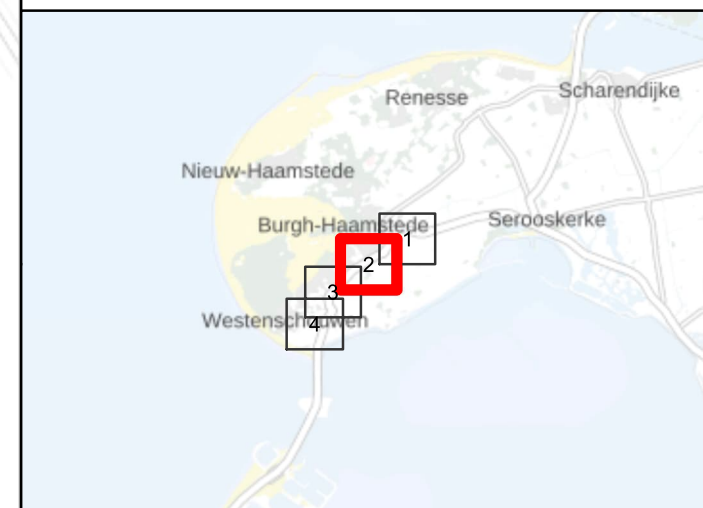 Renesse
Scharendijke
Nieuw-Haamstede
Burgh-Haamstede
Serooskerke
1
2
3
Westenschouwen
4